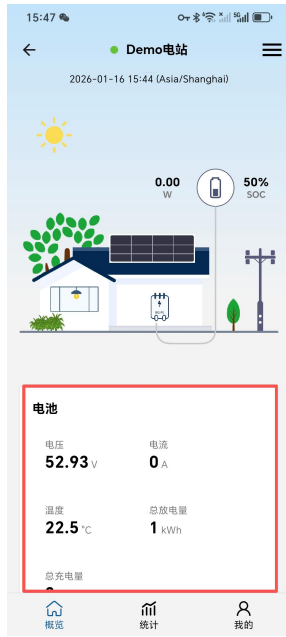 15:47
5G
← Demo电站
2026-01-16 15:44 (Asia/Shanghai)
0.00
W
50%
SOC
电池
电压
52.93 V
电流
0 A
温度
22.5 °C
总放电量
1 kWh
总充电量
概览
统计
我的